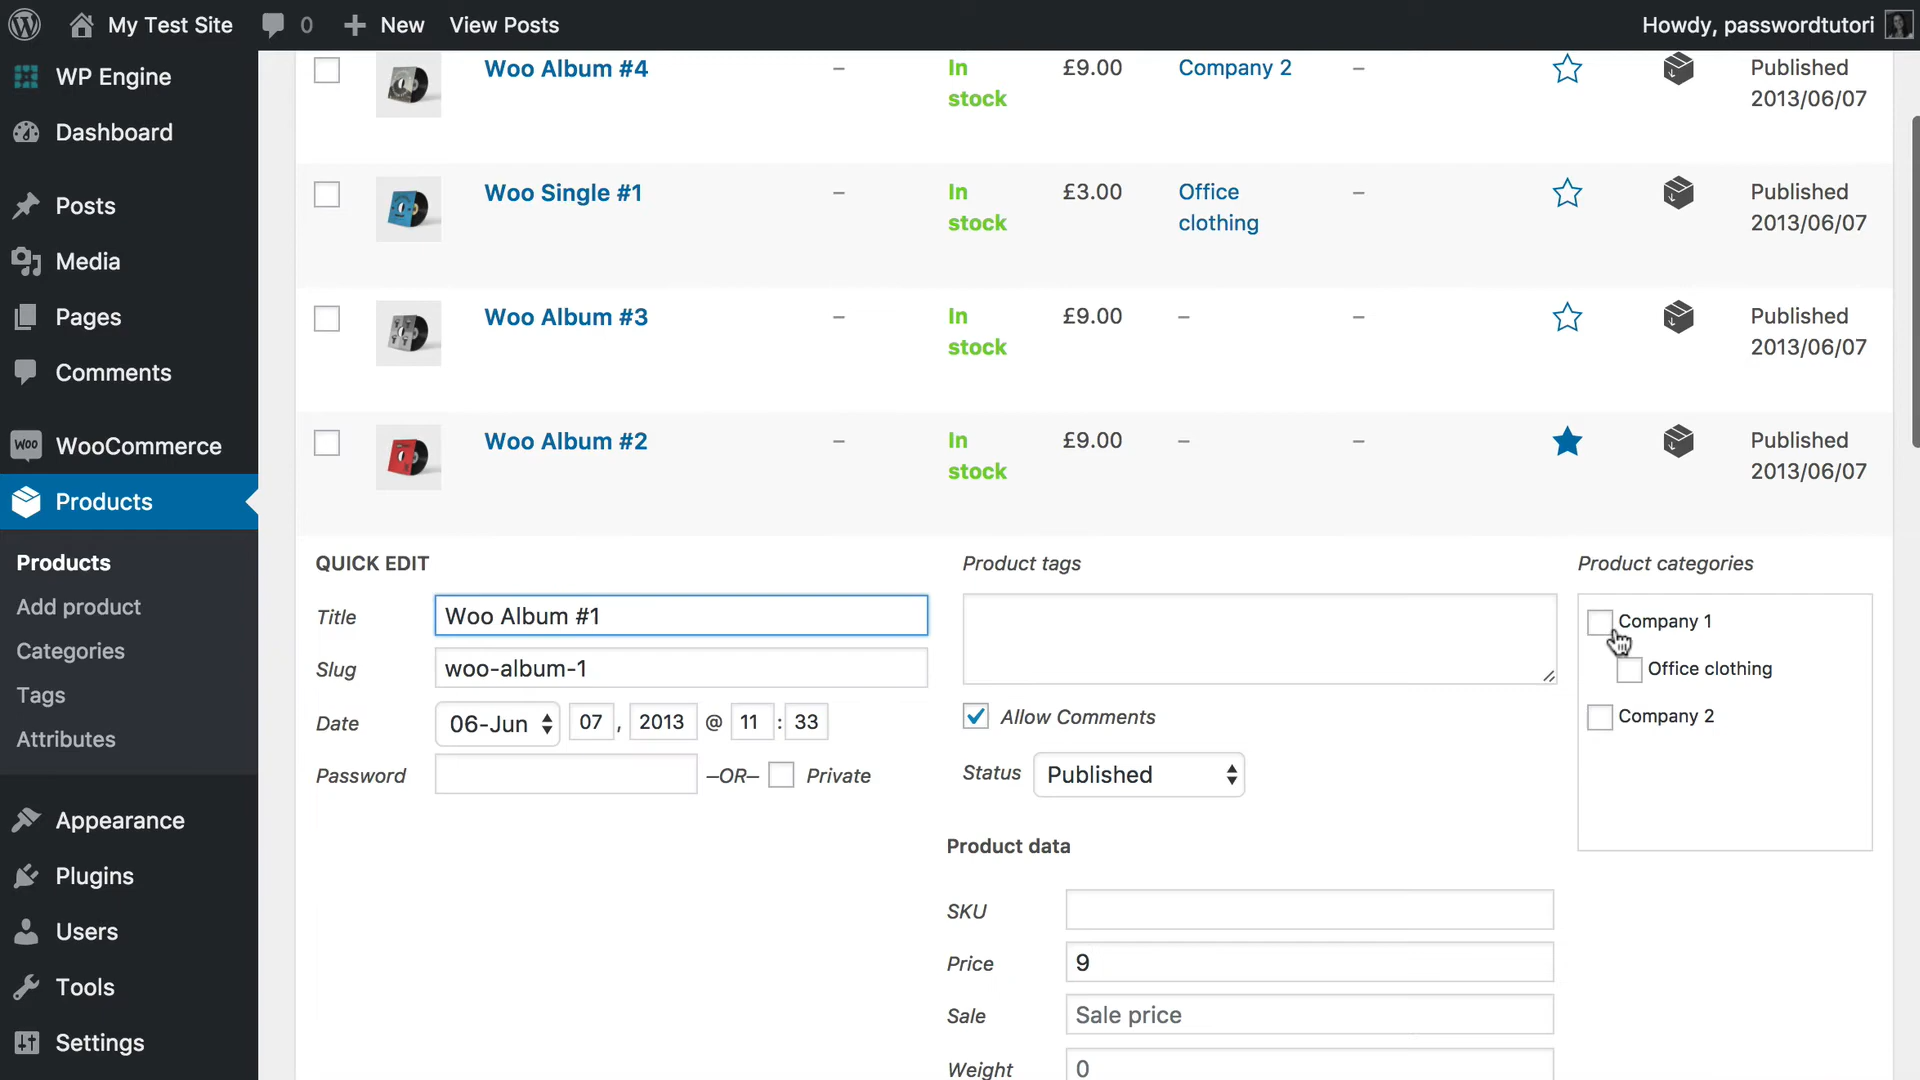 My Test Site 0 New View Posts Howdy, passwordtutori
WP Engine
Dashboard
Posts
Media
Pages
Comments
WOO WooCommerce
Products
Products
Add product
Categories
Tags
Attributes
Appearance
Plugins
Users
Tools
Settings
Woo Album #4 – In stock £9.00 Company 2 – Published 2013/06/07
Woo Single #1 – In stock £3.00 Office clothing – Published 2013/06/07
Woo Album #3 – In stock £9.00 – – Published 2013/06/07
Woo Album #2 – In stock £9.00 – – Published 2013/06/07
QUICK EDIT
Title Woo Album #1
Slug woo-album-1
Date 06-Jun 07 , 2013 @ 11 : 33
Password –OR– Private
Product tags
Allow Comments
Status Published
Product data
SKU
Price 9
Sale Sale price
Weight 0
Product categories
Company 1
Office clothing
Company 2